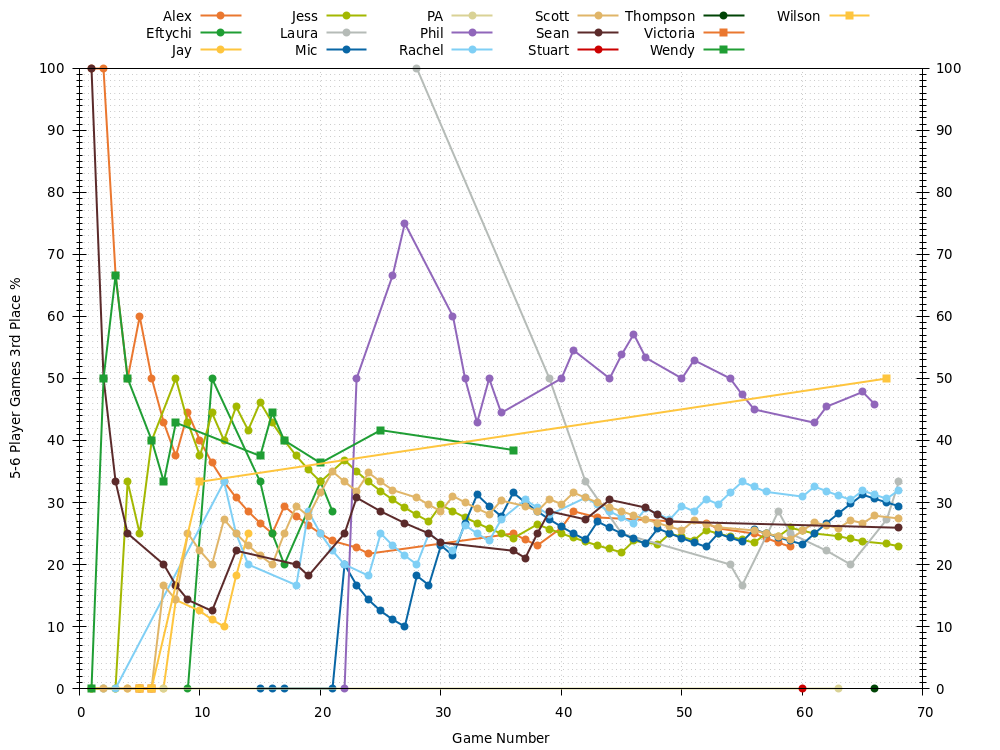 Alex Jess PA Scott Thompson Wilson
Eftychi Laura Phil Sean Victoria
Jay Mic Rachel Stuart Wendy
100 100
90 90
80 80
70 70
60 60
50 50
40 40
30 30
20 20
10 10
0 0
0 10 20 30 40 50 60 70
5-6 Player Games 3rd Place %
Game Number